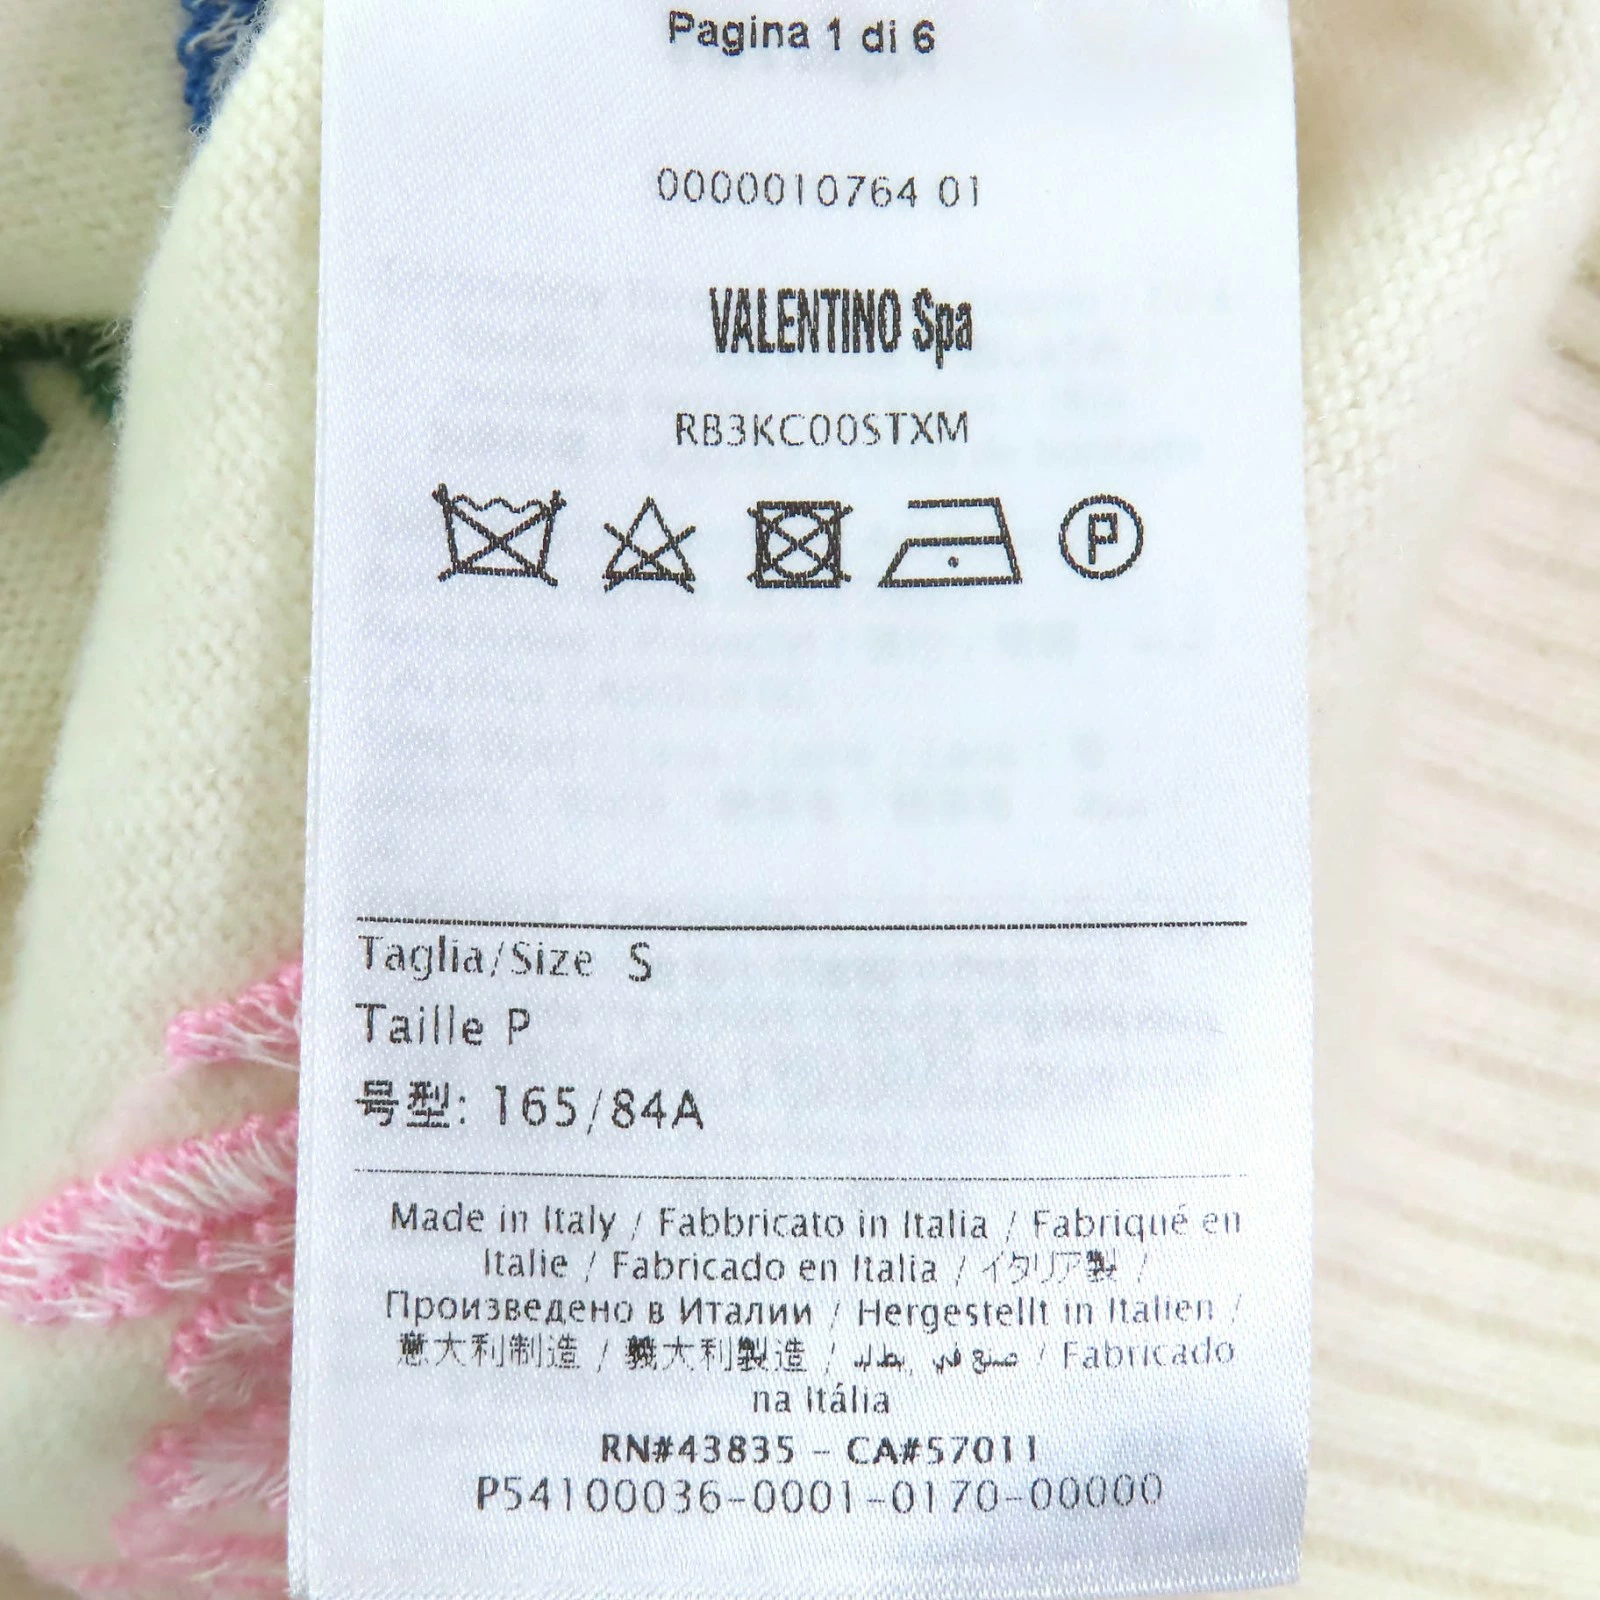 Pagina 1 di 6
0000010764 01
VALENTINO Spa
RB3KC00STXM
P
Taglia/Size S
Taille P
号型: 165/84A
Made in Italy / Fabbricato in Italia / Fabriqué en
Italie / Fabricado en Italia / イタリア製 /
Произведено в Италии / Hergestellt in Italien /
意大利制造 / 義大利製造 / صنع في / Fabricado
na Itália
RN#43835 - CA#57011
P54100036-0001-0170-00000